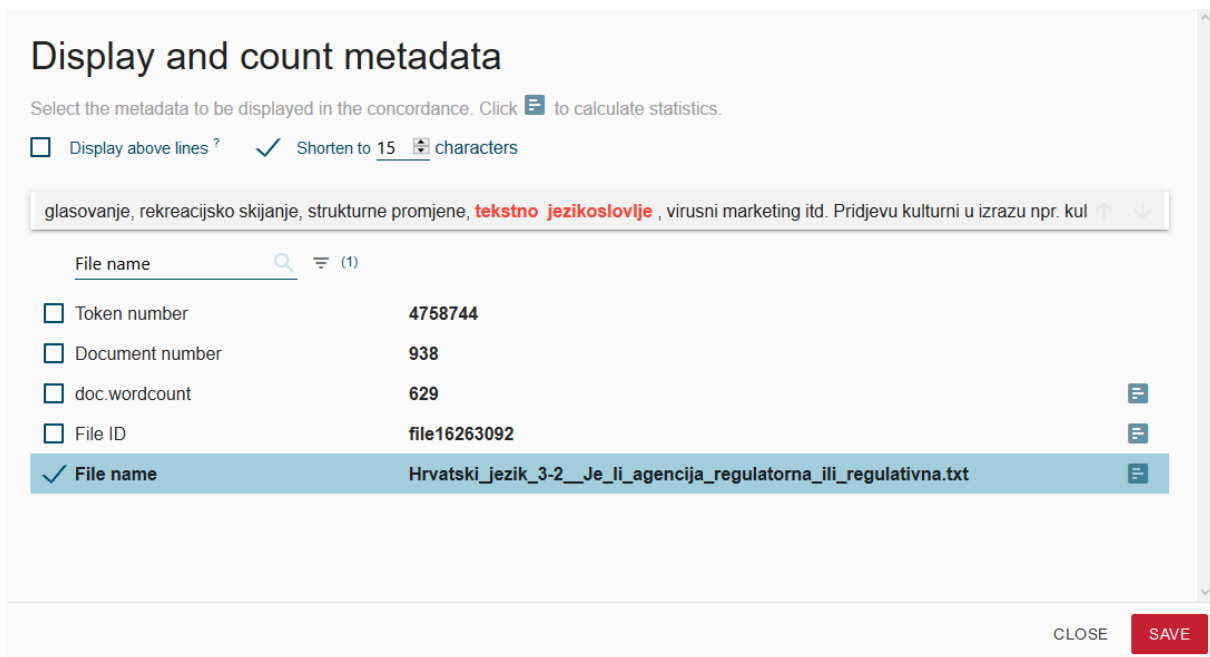 Display and count metadata
Select the metadata to be displayed in the concordance. Click to calculate statistics.
Display above lines ? Shorten to 15 characters
glasovanje, rekreacijsko skijanje, strukturne promjene, tekstno jezikoslovlje , virusni marketing itd. Pridjevu kulturni u izrazu npr. kul
File name (1)
Token number 4758744
Document number 938
doc.wordcount 629
File ID file16263092
File name Hrvatski_jezik_3-2__Je_li_agencija_regulatorna_ili_regulativna.txt
CLOSE SAVE